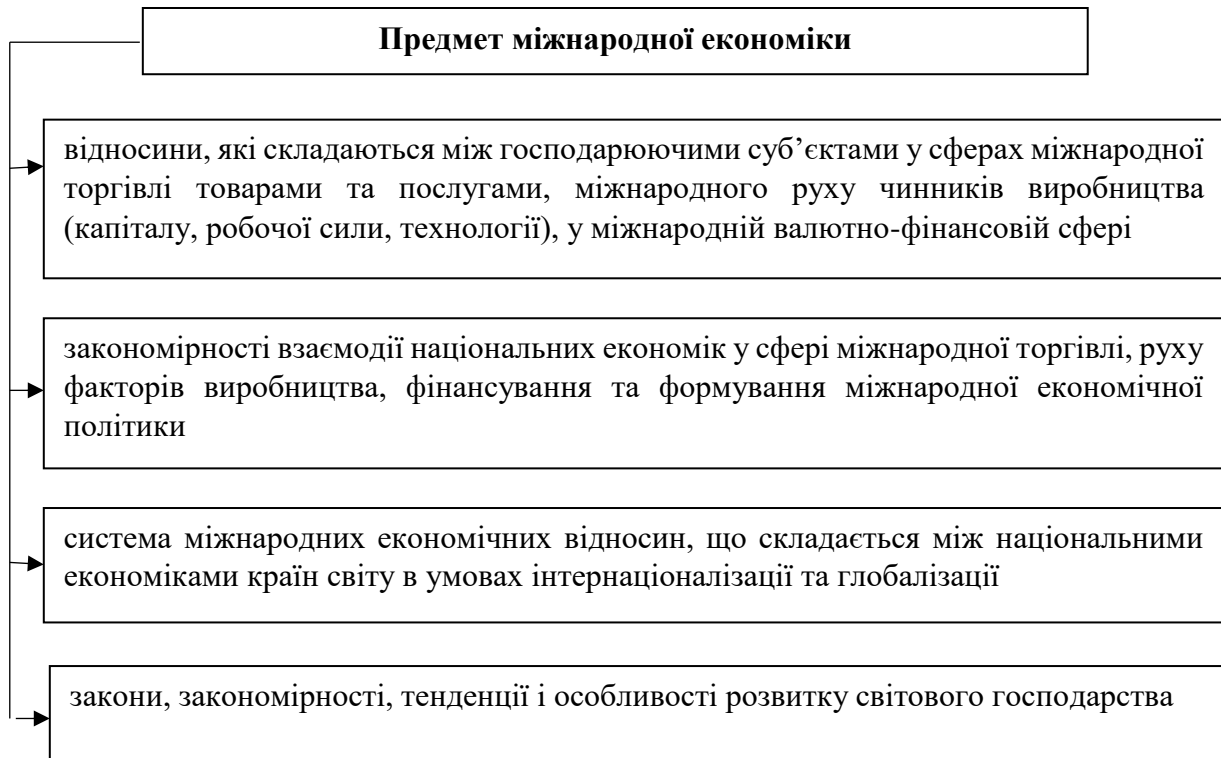 Предмет міжнародної економіки
відносини, які складаються між господарюючими суб’єктами у сферах міжнародної
торгівлі товарами та послугами, міжнародного руху чинників виробництва
(капіталу, робочої сили, технології), у міжнародній валютно-фінансовій сфері
закономірності взаємодії національних економік у сфері міжнародної торгівлі, руху
факторів виробництва, фінансування та формування міжнародної економічної
політики
система міжнародних економічних відносин, що складається між національними
економіками країн світу в умовах інтернаціоналізації та глобалізації
закони, закономірності, тенденції і особливості розвитку світового господарства